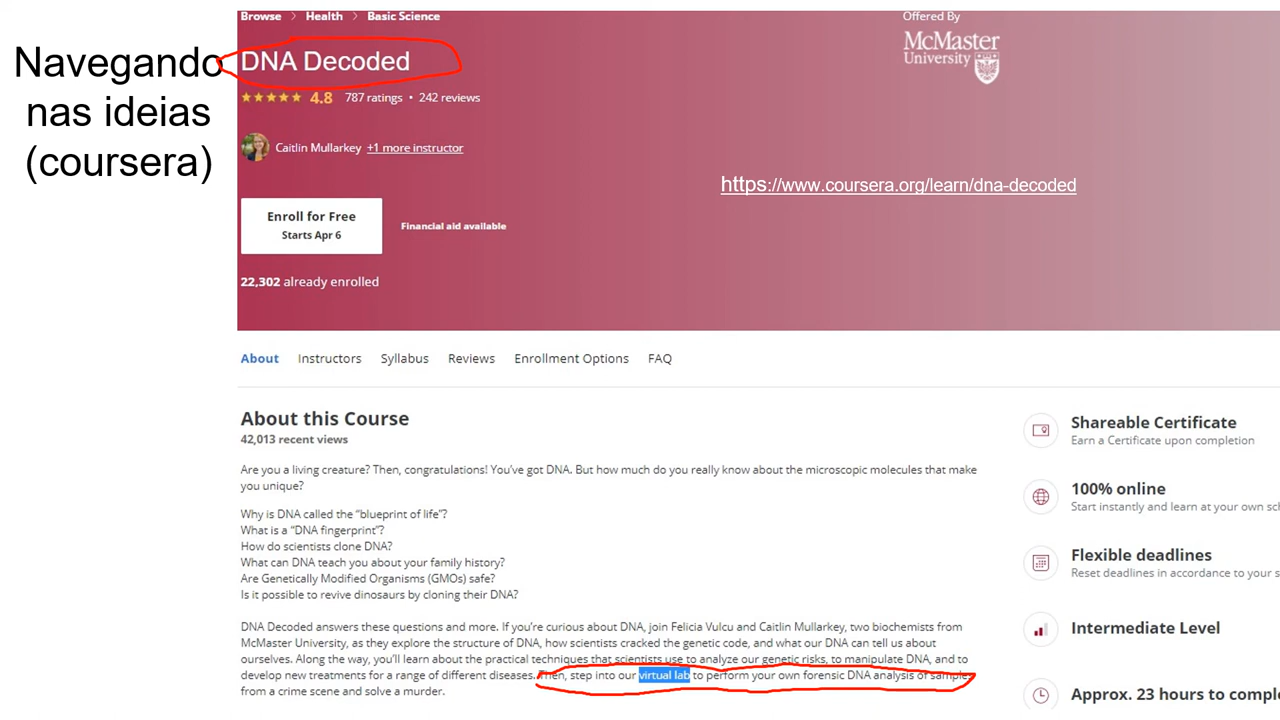 Navegando
nas ideias
(coursera)
Browse > Health > Basic Science
DNA Decoded
4.8 787 ratings • 242 reviews
Caitlin Mullarkey +1 more instructor
Enroll for Free
Starts Apr 6
Financial aid available
22,302 already enrolled
Offered By
McMaster
University
https://www.coursera.org/learn/dna-decoded
About Instructors Syllabus Reviews Enrollment Options FAQ
About this Course
42,013 recent views
Are you a living creature? Then, congratulations! You've got DNA. But how much do you really know about the microscopic molecules that make
you unique?
Why is DNA called the “blueprint of life”?
What is a “DNA fingerprint”?
How do scientists clone DNA?
What can DNA teach you about your family history?
Are Genetically Modified Organisms (GMOs) safe?
Is it possible to revive dinosaurs by cloning their DNA?
DNA Decoded answers these questions and more. If you're curious about DNA, join Felicia Vulcu and Caitlin Mullarkey, two biochemists from
McMaster University, as they explore the structure of DNA, how scientists cracked the genetic code, and what our DNA can tell us about
ourselves. Along the way, you'll learn about the practical techniques that scientists use to analyze our genetic risks, to manipulate DNA, and to
develop new treatments for a range of different diseases. Then, step into our virtual lab to perform your own forensic DNA analysis of samples
from a crime scene and solve a murder.
Shareable Certificate
Earn a Certificate upon completion
100% online
Start instantly and learn at your own
Flexible deadlines
Reset deadlines in accordance to your
Intermediate Level
Approx. 23 hours to